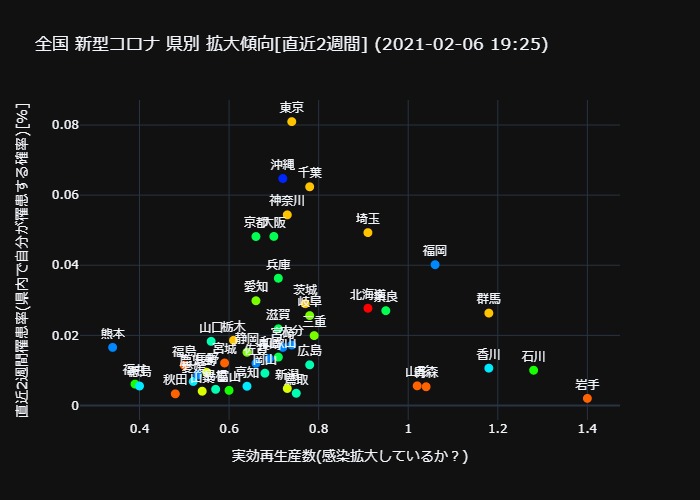 全国 新型コロナ 県別 拡大傾向[直近2週間] (2021-02-06 19:25)
直近2週間罹患率(県内で自分が罹患する確率)[%]
東京
0.08
沖縄
千葉
0.06
神奈川
京都
大阪
埼玉
福岡
0.04
兵庫
愛知
茨城
北海道
奈良
群馬
岐阜
滋賀
三重
0.02
熊本
山口
栃木
静岡
大分
広島
福島
宮城
佐賀
岡山
香川
石川
秋田
高知
新潟
鳥取
青森
岩手
0
0.4
0.6
0.8
1
1.2
1.4
実効再生産数(感染拡大しているか？)